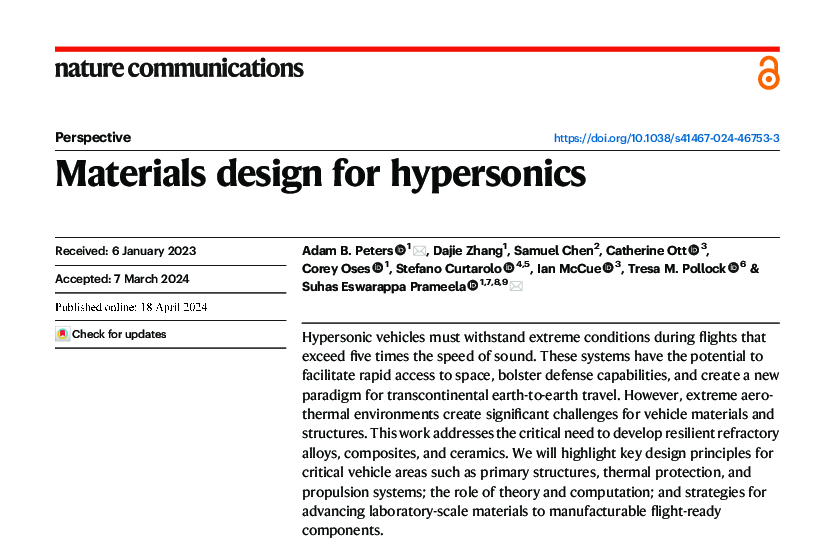 nature communications
Perspective
https://doi.org/10.1038/s41467-024-46753-3
Materials design for hypersonics
Received: 6 January 2023
Accepted: 7 March 2024
Published online: 18 April 2024
Check for updates
Adam B. Peters 1, Dajie Zhang1, Samuel Chen2, Catherine Ott 3,
Corey Oses 1, Stefano Curtarolo 4,5, Ian McCue 3, Tresa M. Pollock 6 &
Suhas Eswarappa Prameela 1,7,8,9
Hypersonic vehicles must withstand extreme conditions during flights that
exceed five times the speed of sound. These systems have the potential to
facilitate rapid access to space, bolster defense capabilities, and create a new
paradigm for transcontinental earth-to-earth travel. However, extreme aero-
thermal environments create significant challenges for vehicle materials and
structures. This work addresses the critical need to develop resilient refractory
alloys, composites, and ceramics. We will highlight key design principles for
critical vehicle areas such as primary structures, thermal protection, and
propulsion systems; the role of theory and computation; and strategies for
advancing laboratory-scale materials to manufacturable flight-ready
components.